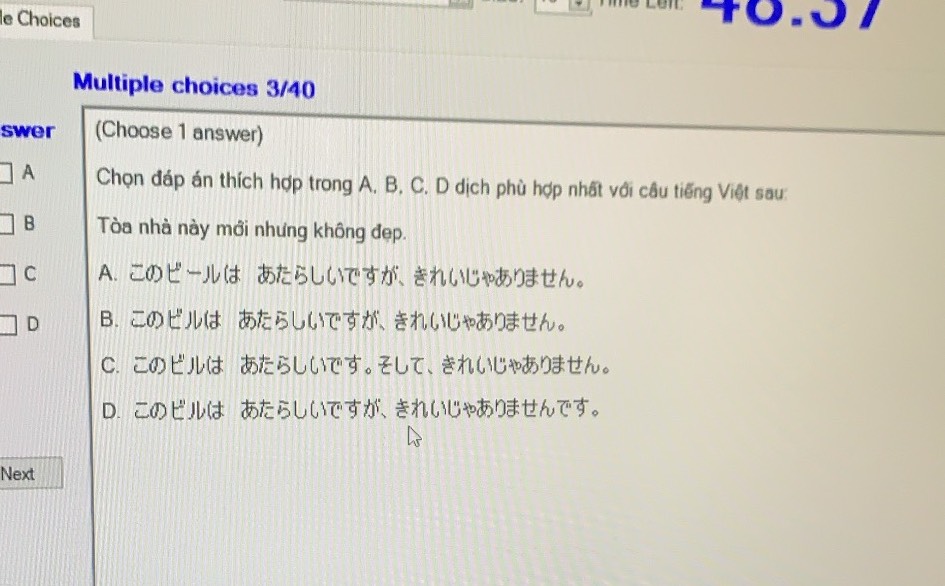 le Choices
Multiple choices 3/40
swer
(Choose 1 answer)
A
Chọn đáp án thích hợp trong A, B, C, D dịch phù hợp nhất với câu tiếng Việt sau:
B
Tòa nhà này mới nhưng không đẹp.
C
A. このビールは あたらしいですが、きれいじゃありません。
D
B. このビルは あたらしいですが、きれいじゃありません。
C. このビルは あたらしいです。そして、きれいじゃありません。
D. このビルは あたらしいですが、きれいじゃありませんです。
Next